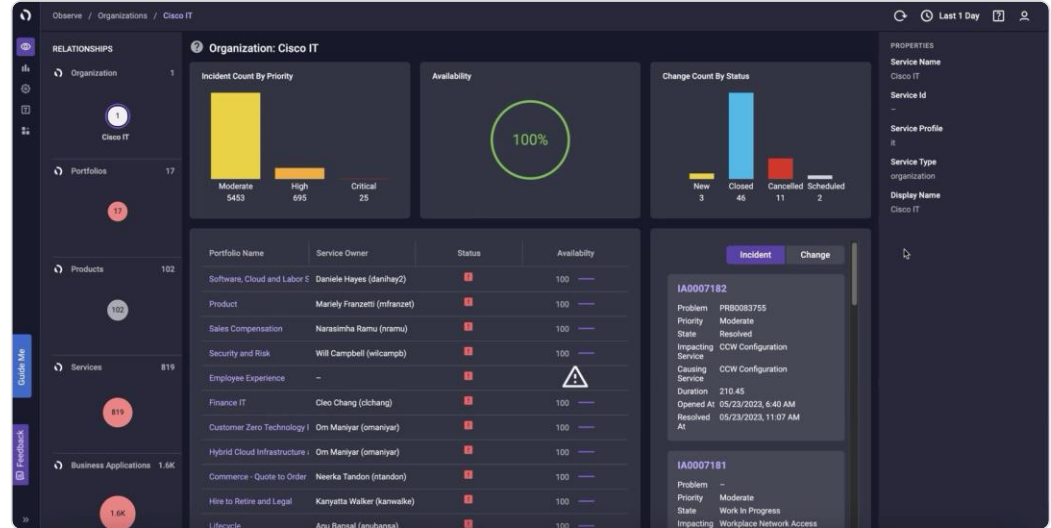 Observe / Organizations / Cisco IT
Last 1 Day
RELATIONSHIPS
Organization 1
1
Cisco IT
Portfolios 17
17
Products 102
102
Services 819
819
Business Applications 1.6K
1.6K
Guide Me
Feedback
Organization: Cisco IT
Incident Count By Priority
Moderate High Critical
5453 695 25
Availability
100%
Change Count By Status
New Closed Cancelled Scheduled
3 46 11 2
Portfolio Name Service Owner Status Availability
Software, Cloud and Labor S Daniele Hayes (danihay2) 100
Product Mariely Franzetti (mfranzet) 100
Sales Compensation Narasimha Ramu (nramu) 100
Security and Risk Will Campbell (wilcampb) 100
Employee Experience –
Finance IT Cleo Chang (clchang) 100
Customer Zero Technology Om Maniyar (omaniyar) 100
Hybrid Cloud Infrastructure Om Maniyar (omaniyar) 100
Commerce - Quote to Order Neerka Tandon (ntandon) 100
Hire to Retire and Legal Kanyatta Walker (kanwalke) 100
Lifecycle Anu Bansal (anubansa) 100
Incident Change
IA0007182
Problem PRB0083755
Priority Moderate
State Resolved
Impacting Service CCW Configuration
Causing Service CCW Configuration
Duration 210.45
Opened At 05/23/2023, 6:40 AM
Resolved At 05/23/2023, 11:07 AM
IA0007181
Problem –
Priority Moderate
State Work In Progress
Impacting Workplace Network Access
PROPERTIES
Service Name
Cisco IT
Service Id
–
Service Profile
it
Service Type
organization
Display Name
Cisco IT